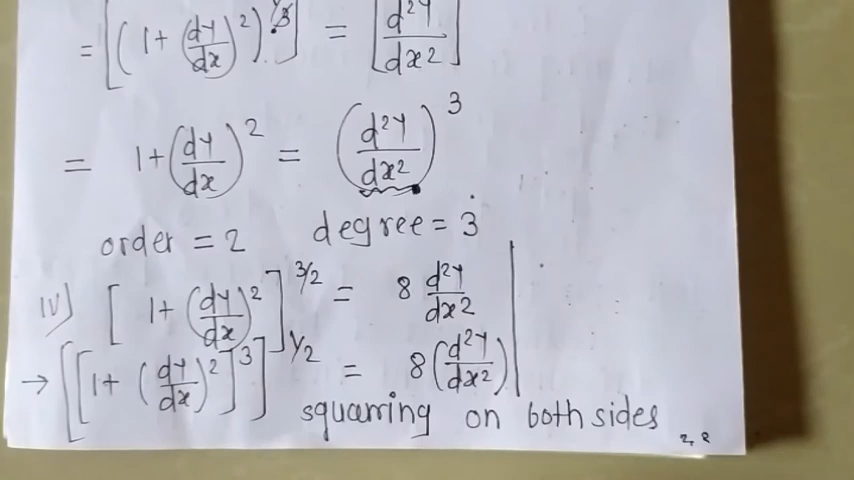 = [(1+(dy/dx)^2)^1/3] = [d²y/dx²]
= 1+(dy/dx)^2 = (d²y/dx²)^3
order = 2 degree = 3
iv) [1+(dy/dx)^2]^3/2 = 8 d²y/dx²
→ [[1+(dy/dx)^2]^3]^1/2 = 8(d²y/dx²)
squarring on both sides